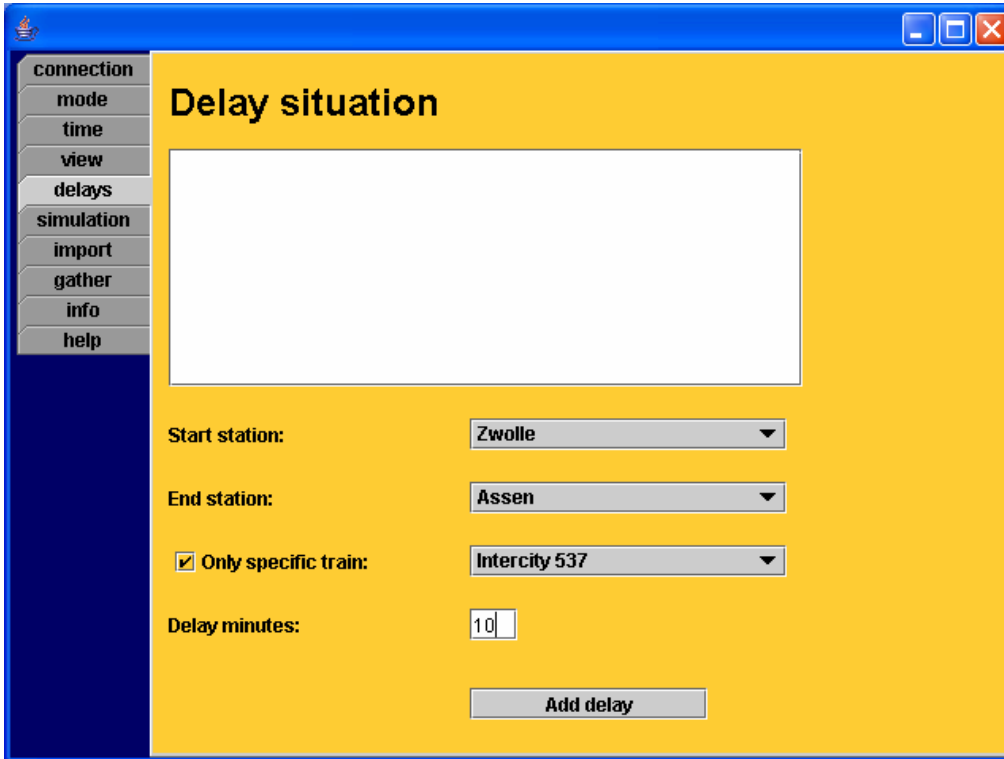 connection
mode
time
view
delays
simulation
import
gather
info
help
Delay situation
Start station:
Zwolle
End station:
Assen
Only specific train:
Intercity 537
Delay minutes:
10
Add delay